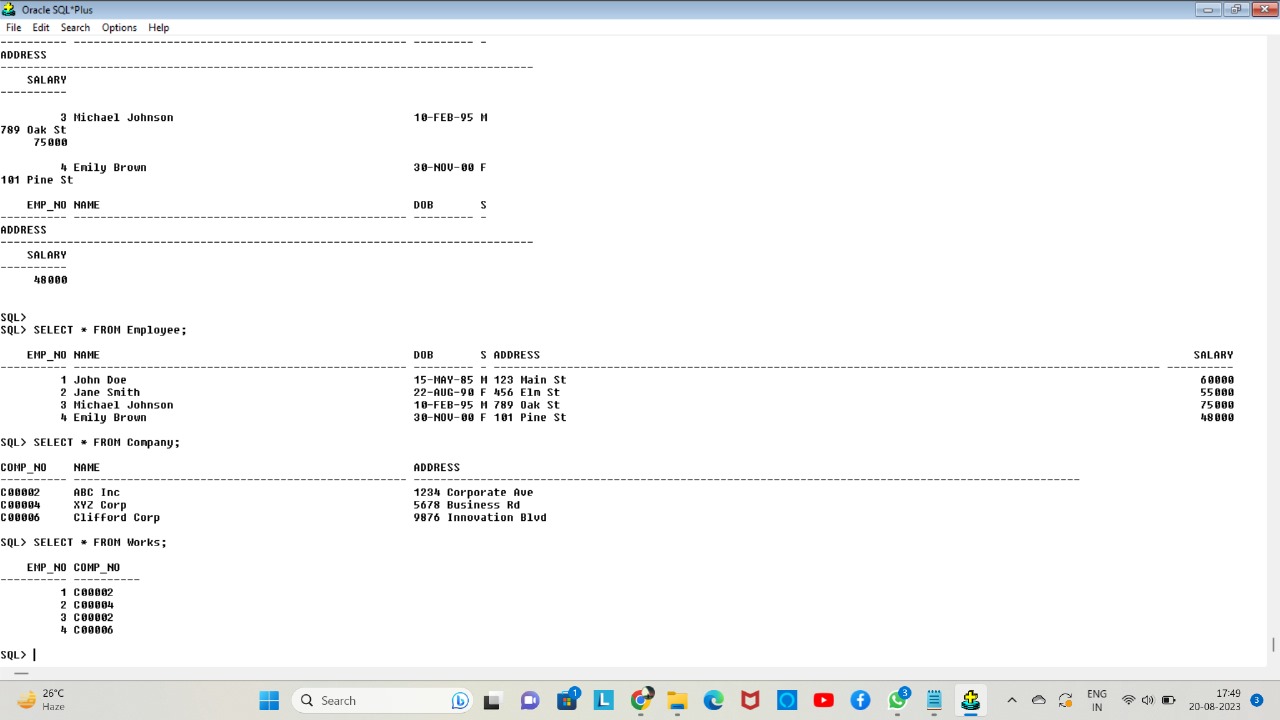 Oracle SQL*Plus
File Edit Search Options Help
---------- -------------------------------------------------- --------- -
ADDRESS
--------------------------------------------------------------------------------
SALARY
----------
3 Michael Johnson 10-FEB-95 M
789 Oak St
75000
4 Emily Brown 30-NOV-00 F
101 Pine St
EMP_NO NAME DOB S
---------- -------------------------------------------------- --------- -
ADDRESS
--------------------------------------------------------------------------------
SALARY
----------
48000
SQL>
SQL> SELECT * FROM Employee;
EMP_NO NAME DOB S ADDRESS SALARY
---------- -------------------------------------------------- --------- - ---------------------------------------------------------------------------------------------------- ----------
1 John Doe 15-MAY-85 M 123 Main St 60000
2 Jane Smith 22-AUG-90 F 456 Elm St 55000
3 Michael Johnson 10-FEB-95 M 789 Oak St 75000
4 Emily Brown 30-NOV-00 F 101 Pine St 48000
SQL> SELECT * FROM Company;
COMP_NO NAME ADDRESS
---------- -------------------------------------------------- ----------------------------------------------------------------------------------------------------
C00002 ABC Inc 1234 Corporate Ave
C00004 XYZ Corp 5678 Business Rd
C00006 Clifford Corp 9876 Innovation Blvd
SQL> SELECT * FROM Works;
EMP_NO COMP_NO
---------- ----------
1 C00002
2 C00004
3 C00002
4 C00006
SQL>
26°C
Haze
Search
1
L
3
ENG
IN
17:49
20-08-2023
3